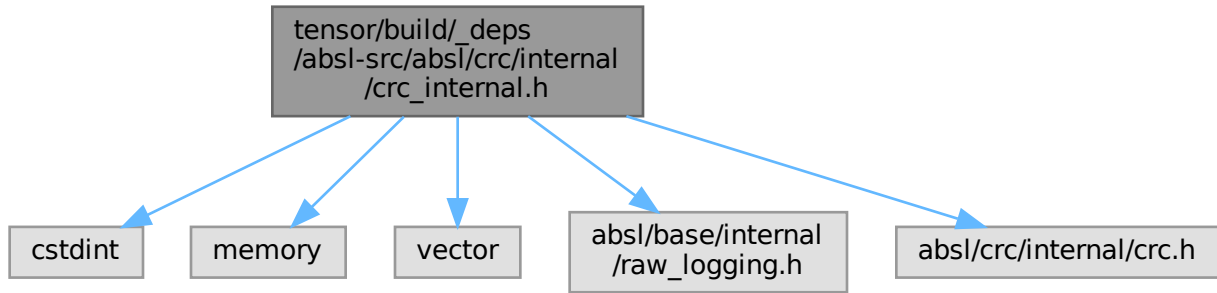 tensor/build/_deps
/absl-src/absl/crc/internal
/crc_internal.h
cstdint
memory
vector
absl/base/internal
/raw_logging.h
absl/crc/internal/crc.h